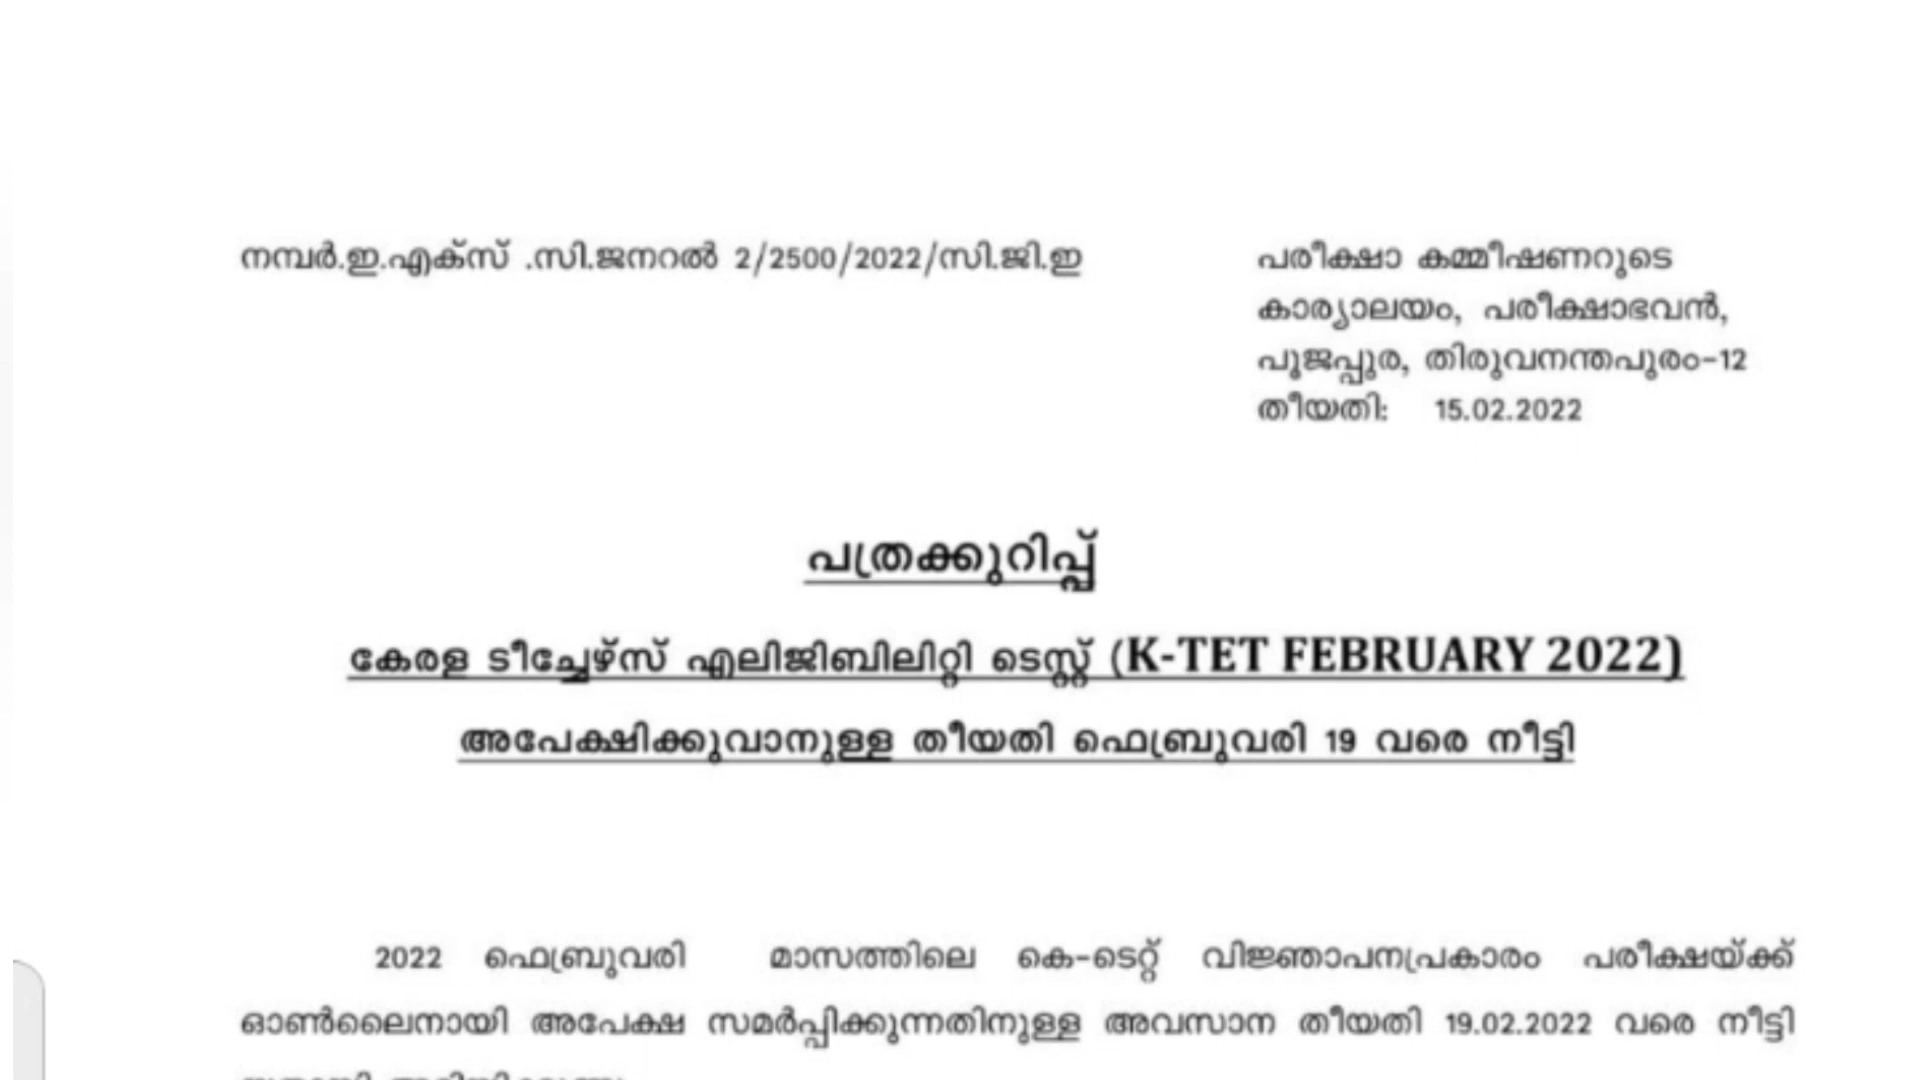 നമ്പർ.ഇ.എക്സ് .സി.ജനറൽ 2/2500/2022/സി.ജി.ഇ
പരീക്ഷാ കമ്മീഷണറുടെ
കാര്യാലയം, പരീക്ഷാഭവൻ,
പൂജപ്പുര, തിരുവനന്തപുരം-12
തീയതി: 15.02.2022
പത്രക്കുറിപ്പ്
കേരള ടീച്ചേഴ്സ് എലിജിബിലിറ്റി ടെസ്റ്റ് (K-TET FEBRUARY 2022)
അപേക്ഷിക്കുവാനുള്ള തീയതി ഫെബ്രുവരി 19 വരെ നീട്ടി
2022 ഫെബ്രുവരി മാസത്തിലെ കെ-ടെറ്റ് വിജ്ഞാപനപ്രകാരം പരീക്ഷയ്ക്ക്
ഓൺലൈനായി അപേക്ഷ സമർപ്പിക്കുന്നതിനുള്ള അവസാന തീയതി 19.02.2022 വരെ നീട്ടി